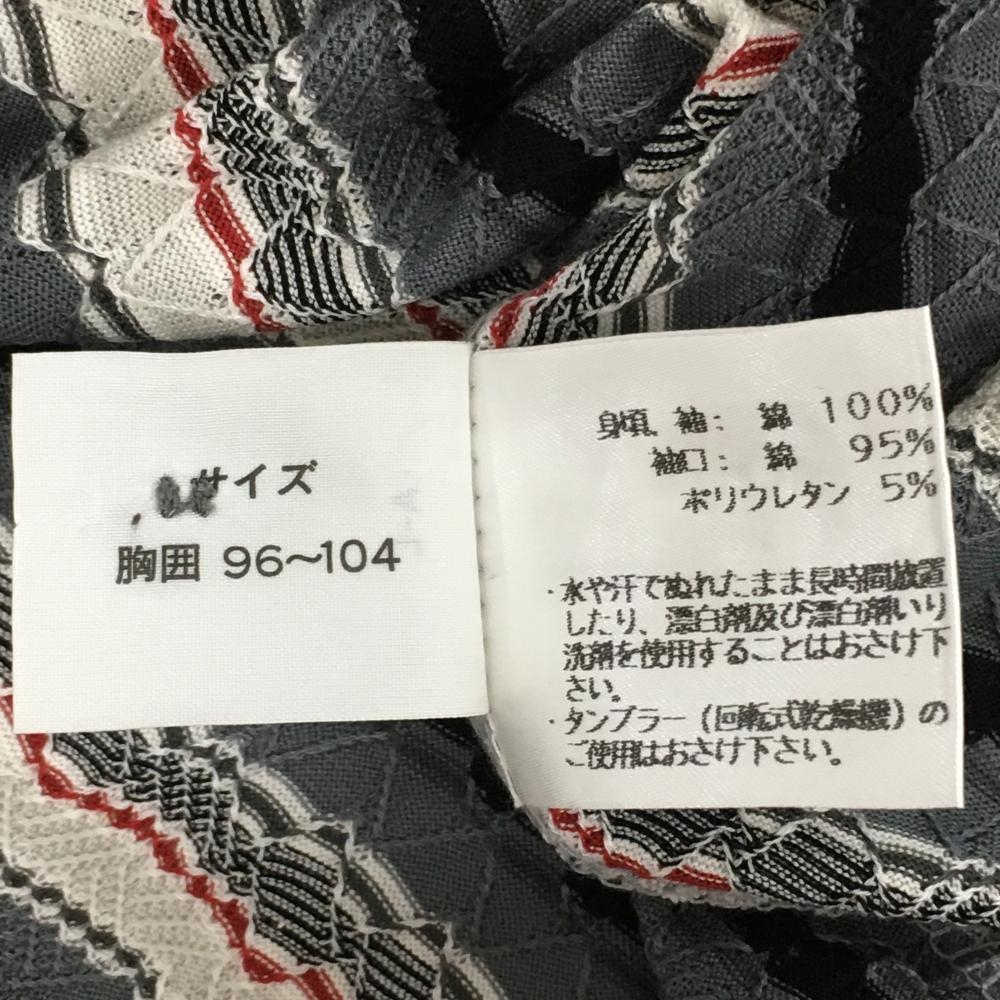 サイズ
胸囲 96～104
身頃、袖： 綿 100%
袖口： 綿 95%
ポリウレタン 5%
・水や汗でぬれたまま長時間放置
したり、漂白剤及び漂白剤いり
洗剤を使用することはおさけ下
さい。
・タンブラー（回転式乾燥機）の
ご使用はおさけ下さい。